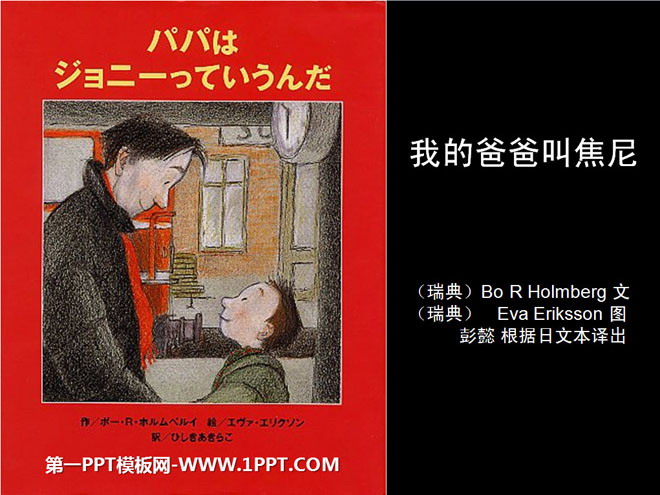 パパは
ジョニーっていうんだ
作／ボー・R・ホルムベルイ 絵／エヴァ・エリクソン
訳／ひしきあきらこ
第一PPT模板网-WWW.1PPT.COM
我的爸爸叫焦尼
（瑞典）Bo R Holmberg 文
（瑞典） Eva Eriksson 图
彭懿 根据日文本译出